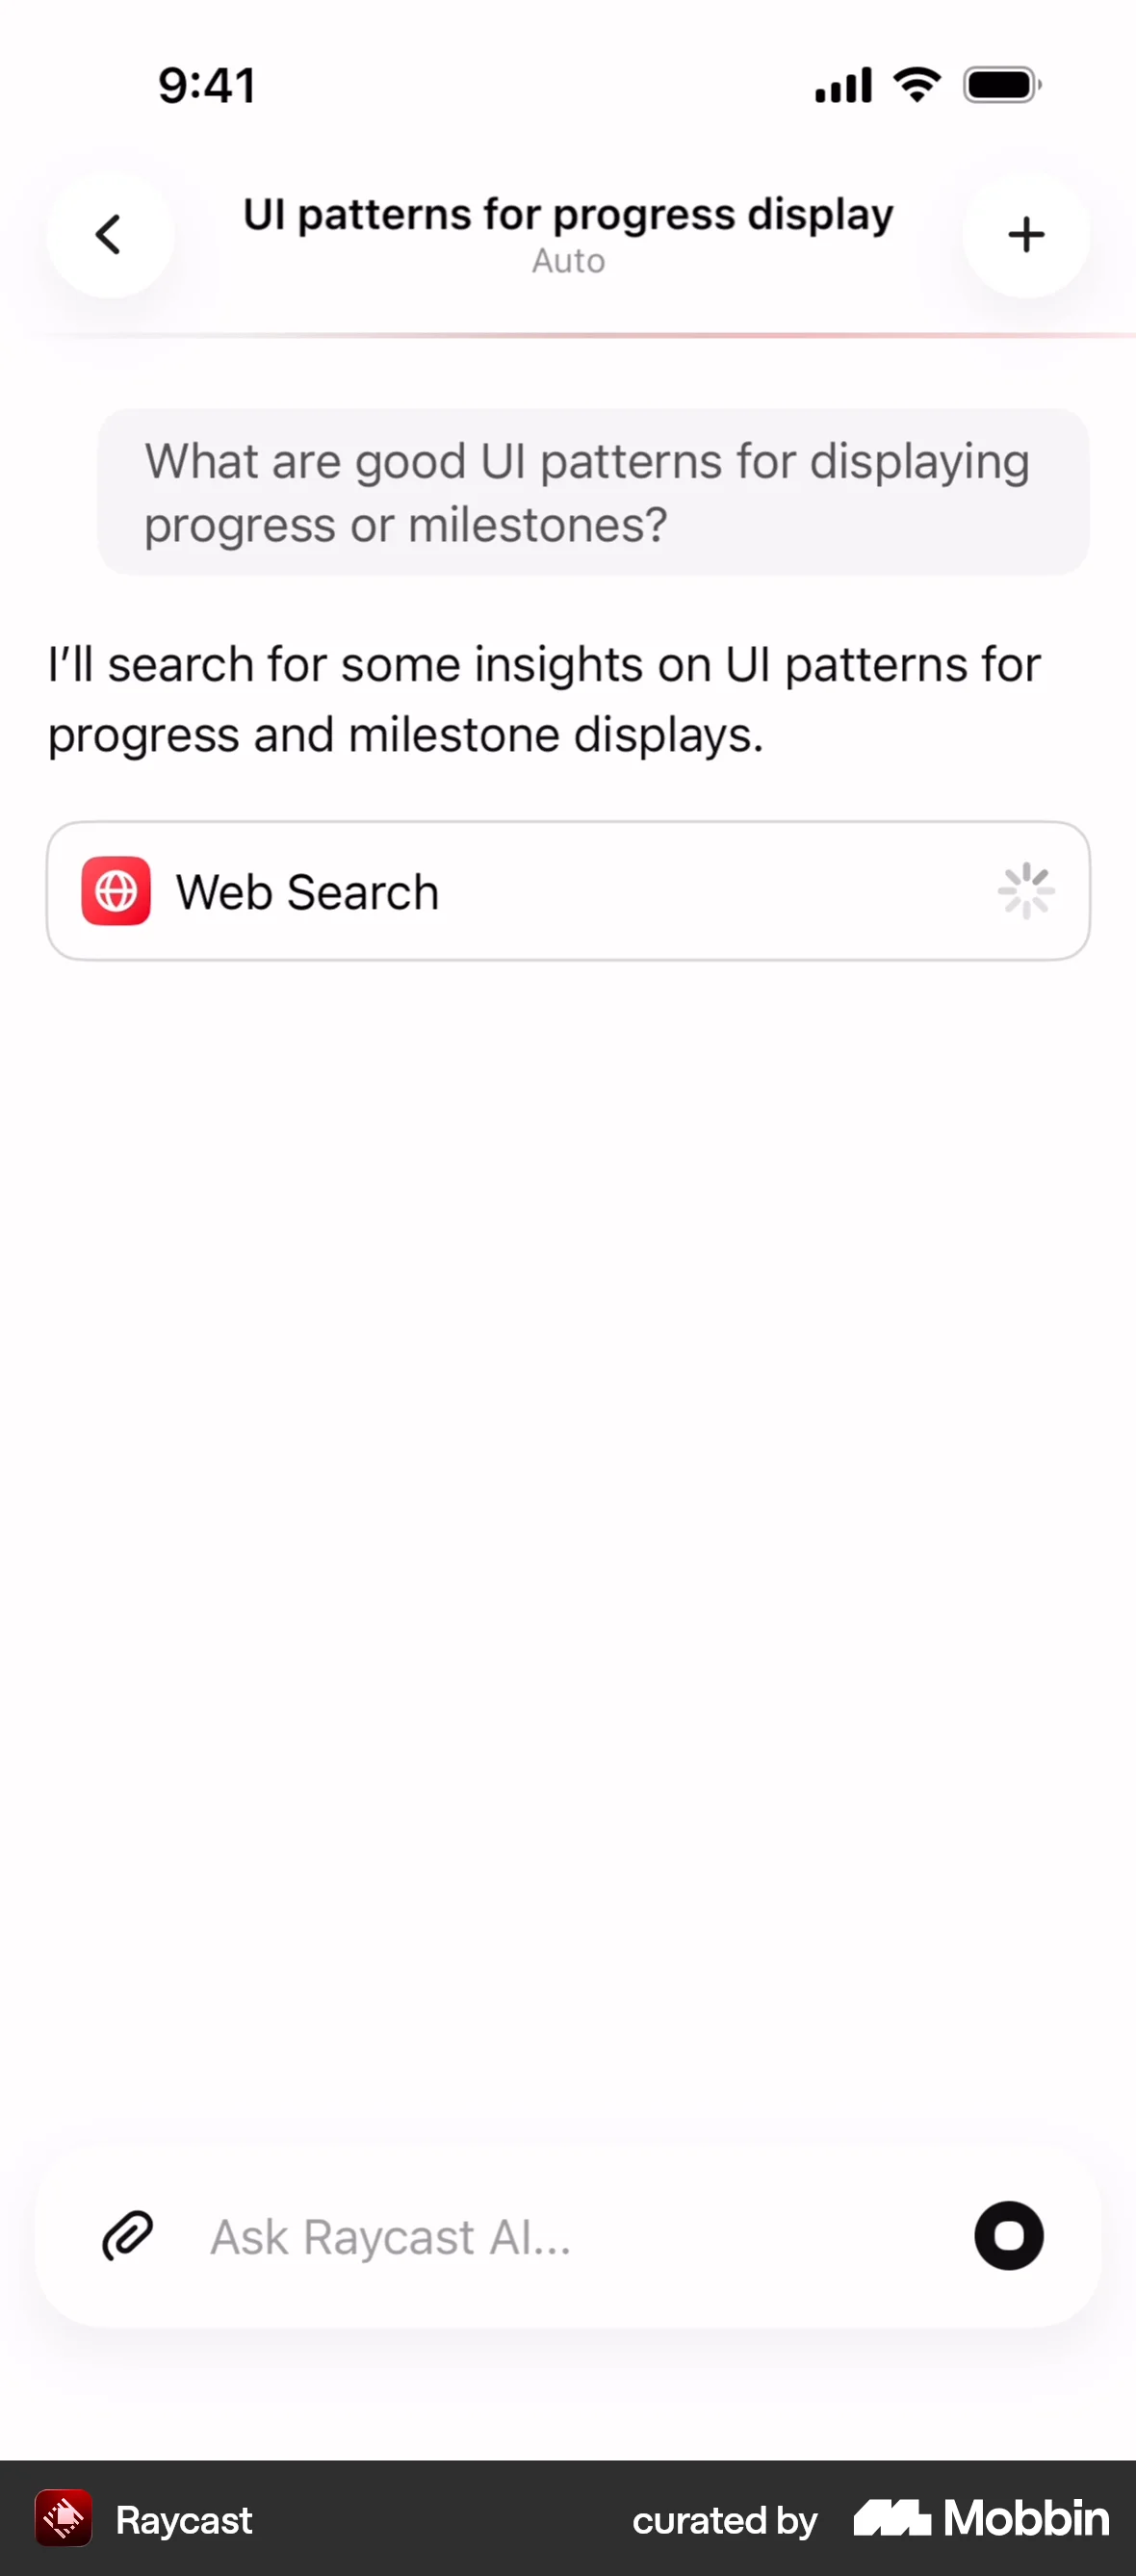 9:41
UI patterns for progress display
Auto
What are good UI patterns for displaying
progress or milestones?
I’ll search for some insights on UI patterns for
progress and milestone displays.
Web Search
Ask Raycast AI...
Raycast
curated by Mobbin